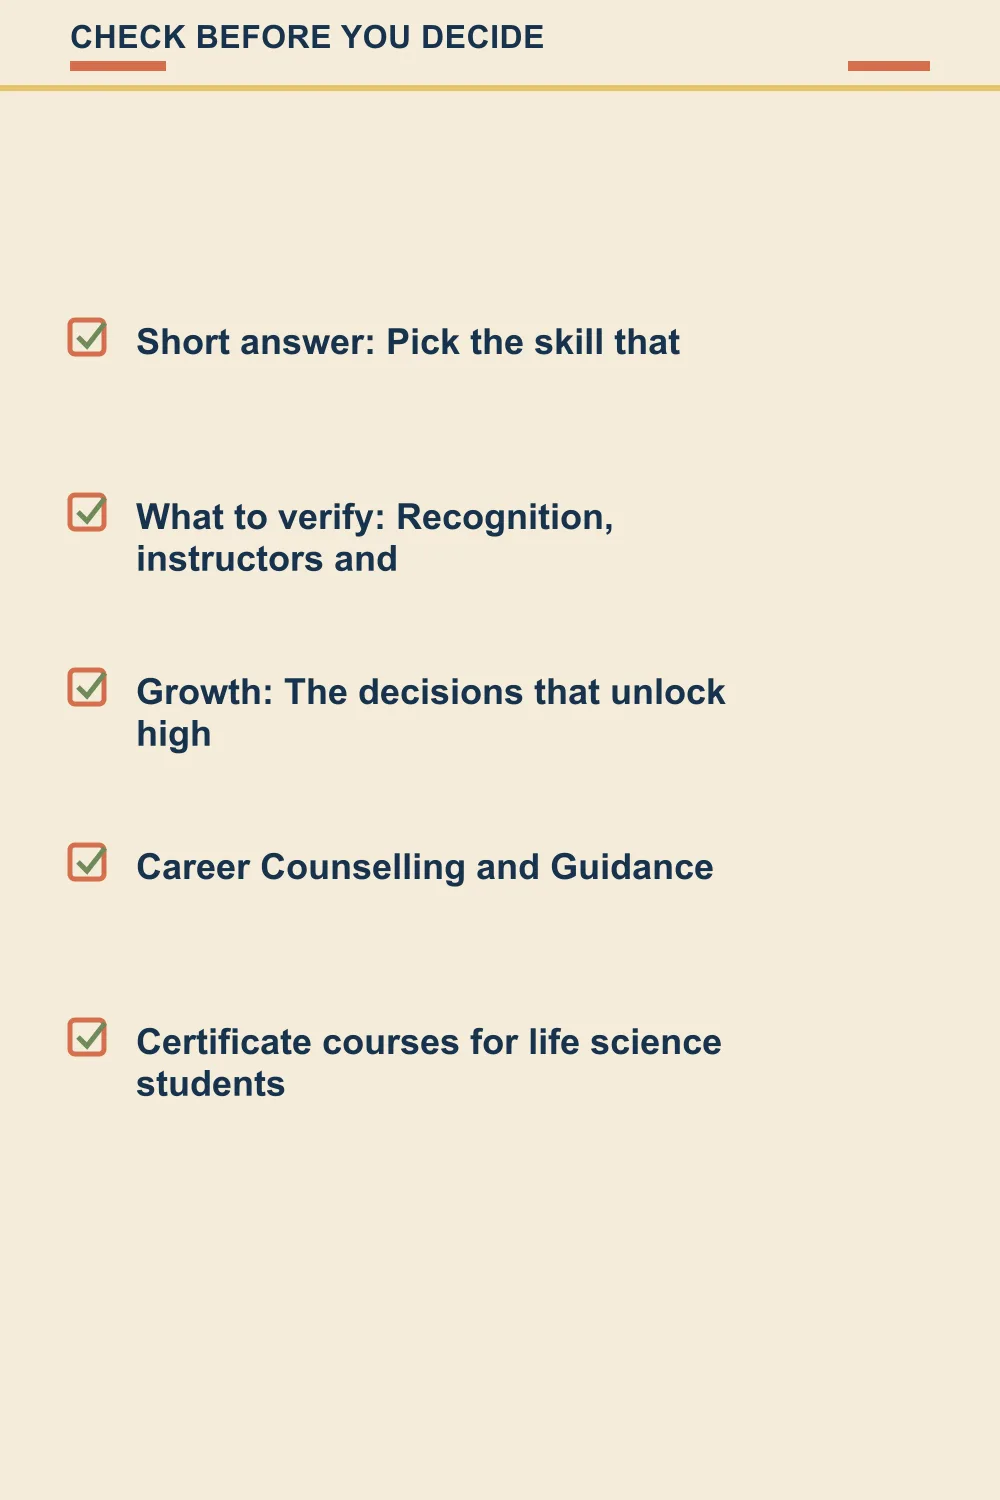 CHECK BEFORE YOU DECIDE
Short answer: Pick the skill that
What to verify: Recognition,
instructors and
Growth: The decisions that unlock
high
Career Counselling and Guidance
Certificate courses for life science
students